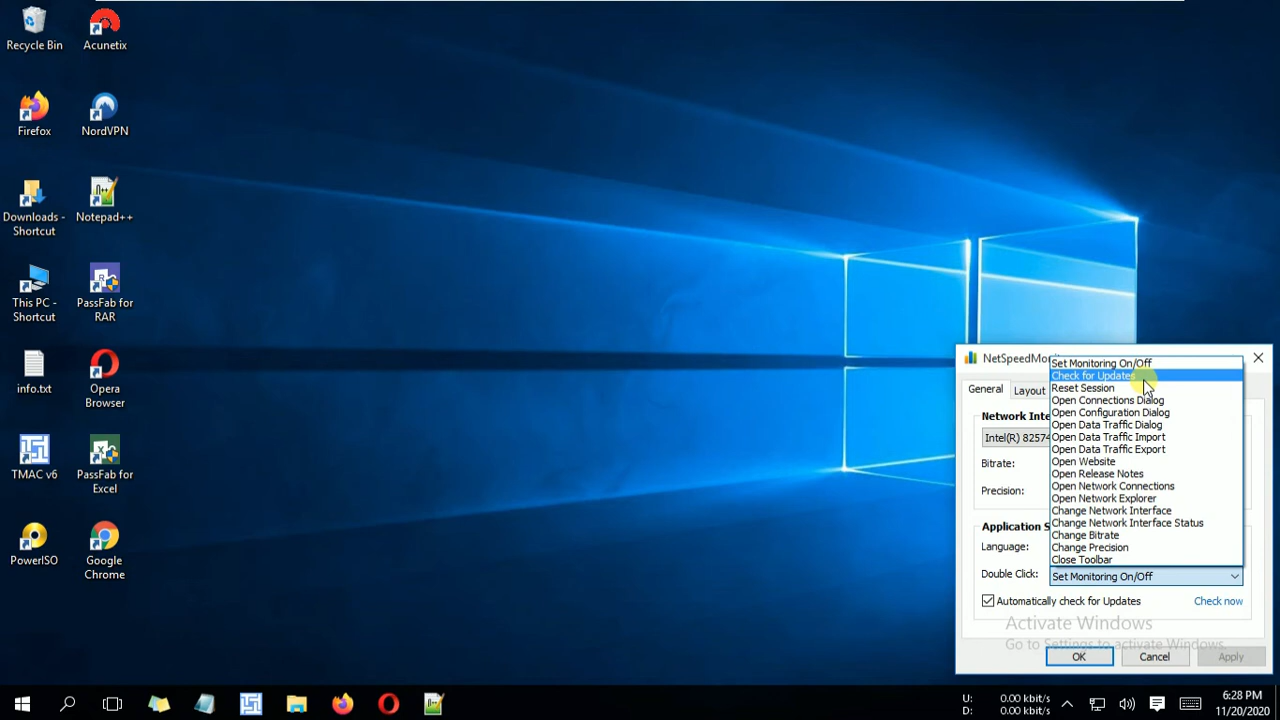 Recycle Bin
Acunetix
Firefox
NordVPN
Downloads -
Shortcut
Notepad++
This PC -
Shortcut
PassFab for
RAR
info.txt
Opera
Browser
TMAC v6
PassFab for
Excel
PowerISO
Google
Chrome
NetSpeedMoni
General
Layout
Network Inte
Intel(R) 82574
Bitrate:
Precision:
Application S
Language:
Double Click:
Set Monitoring On/Off
Check for Updates
Reset Session
Open Connections Dialog
Open Configuration Dialog
Open Data Traffic Dialog
Open Data Traffic Import
Open Data Traffic Export
Open Website
Open Release Notes
Open Network Connections
Open Network Explorer
Change Network Interface
Change Network Interface Status
Change Bitrate
Change Precision
Close Toolbar
Set Monitoring On/Off
Automatically check for Updates
Check now
Activate Windows
Go to Settings to activate Windows.
OK
Cancel
Apply
U: 0.00 kbit/s
D: 0.00 kbit/s
6:28 PM
11/20/2020